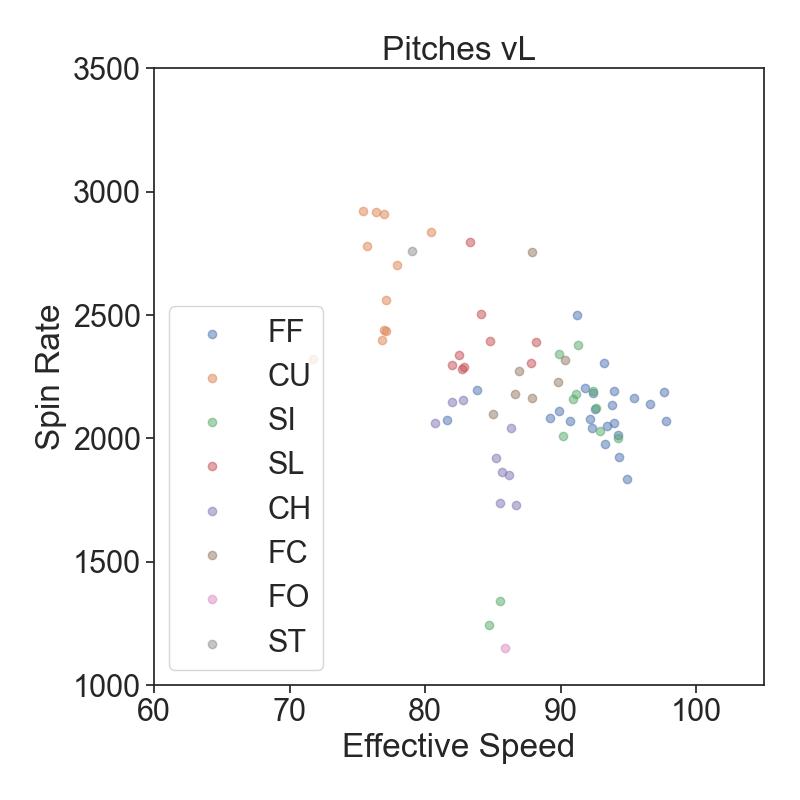 Pitches vL
3500
3000
2500
2000
1500
1000
Spin Rate
FF
CU
SI
SL
CH
FC
FO
ST
60 70 80 90 100
Effective Speed